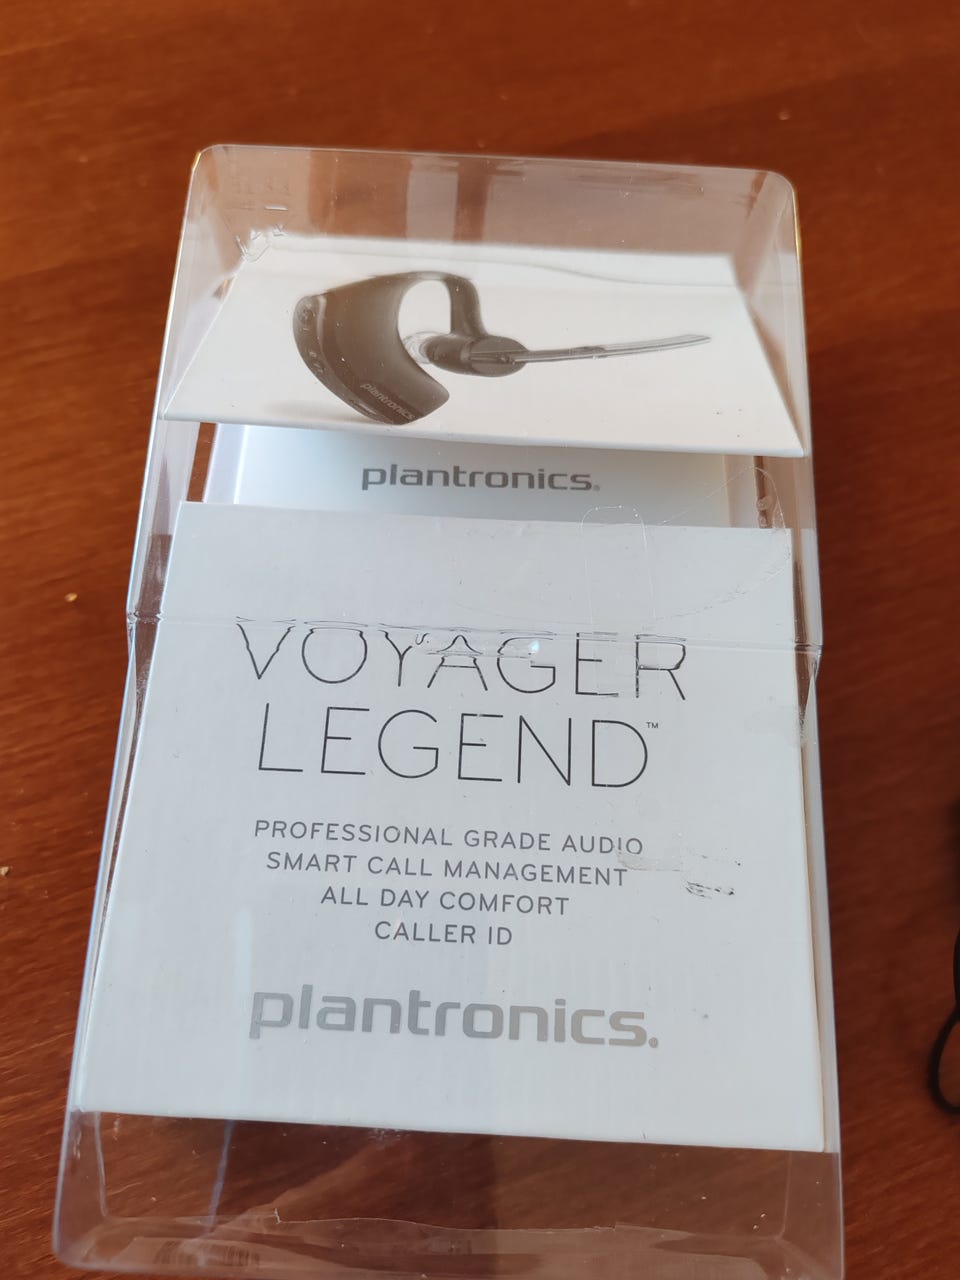 plantronics
plantronics®
VOYAGER
LEGEND™
PROFESSIONAL GRADE AUDIO
SMART CALL MANAGEMENT
ALL DAY COMFORT
CALLER ID
plantronics®